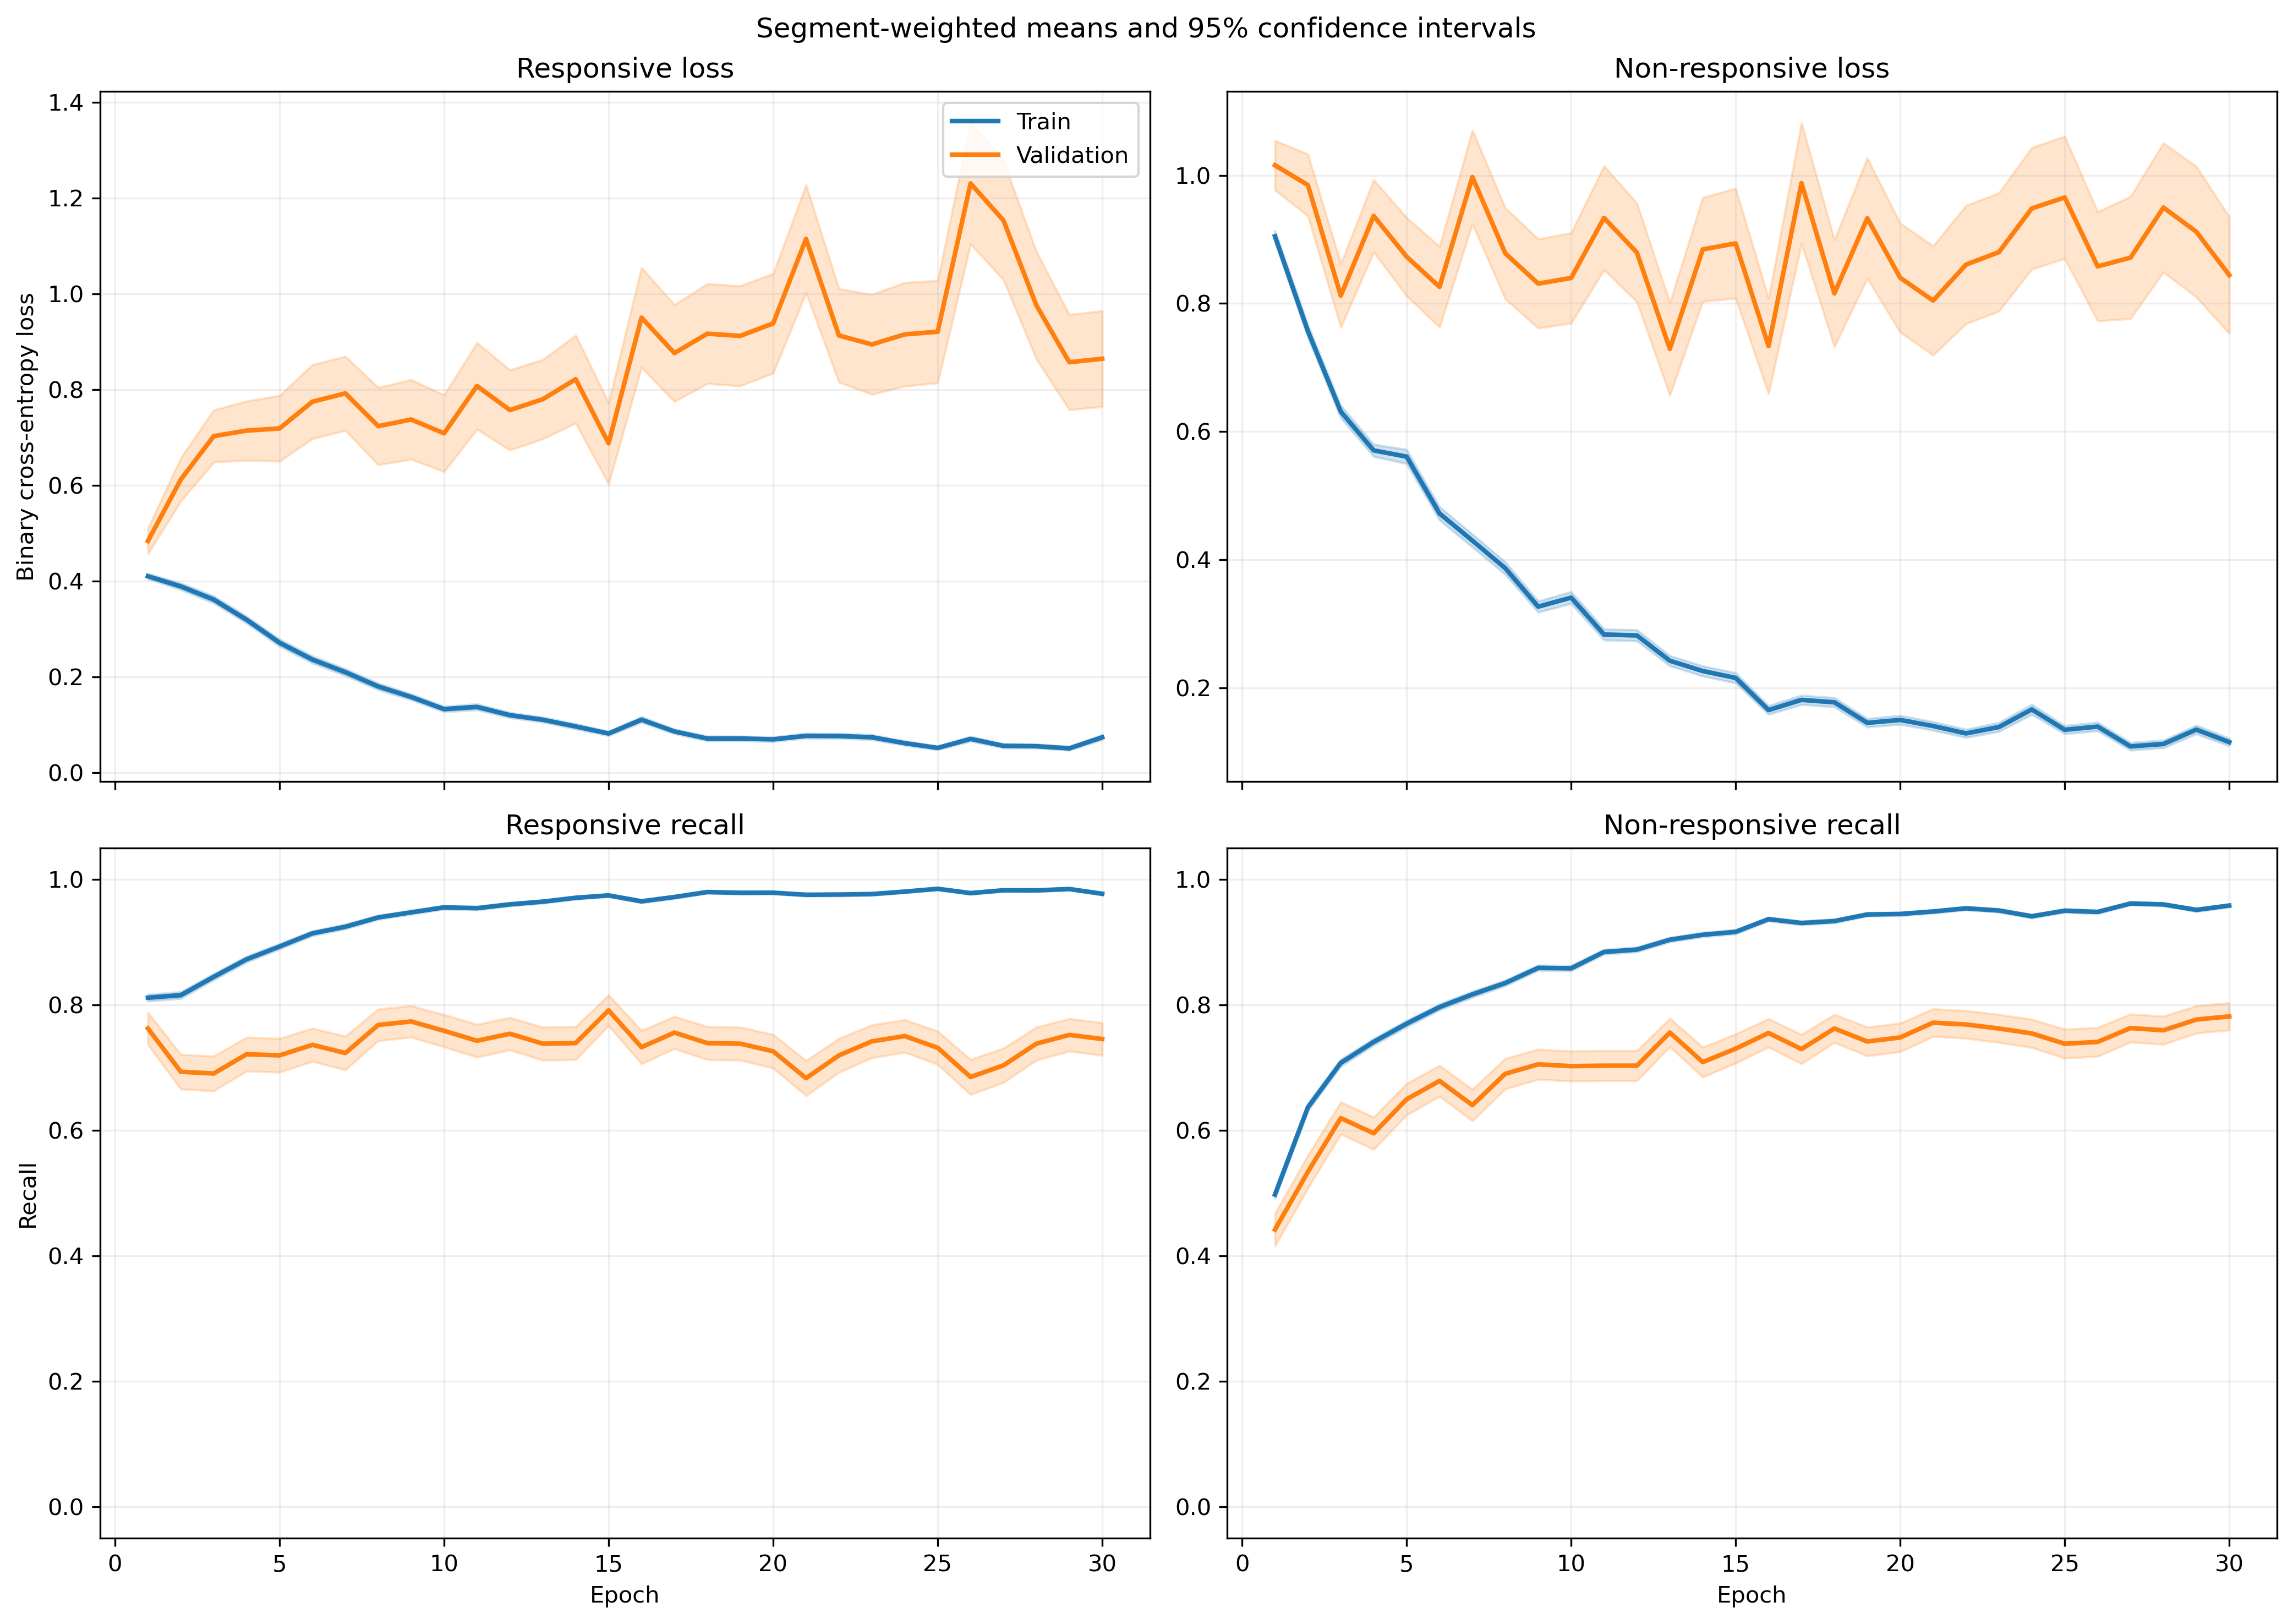 Segment-weighted means and 95% confidence intervals
Responsive loss
Non-responsive loss
1.4
1.2
1.0
0.8
0.6
0.4
0.2
0.0
Binary cross-entropy loss
Train
Validation
1.0
0.8
0.6
0.4
0.2
Responsive recall
Non-responsive recall
1.0
0.8
0.6
0.4
0.2
0.0
Recall
0 5 10 15 20 25 30
Epoch
1.0
0.8
0.6
0.4
0.2
0.0
0 5 10 15 20 25 30
Epoch